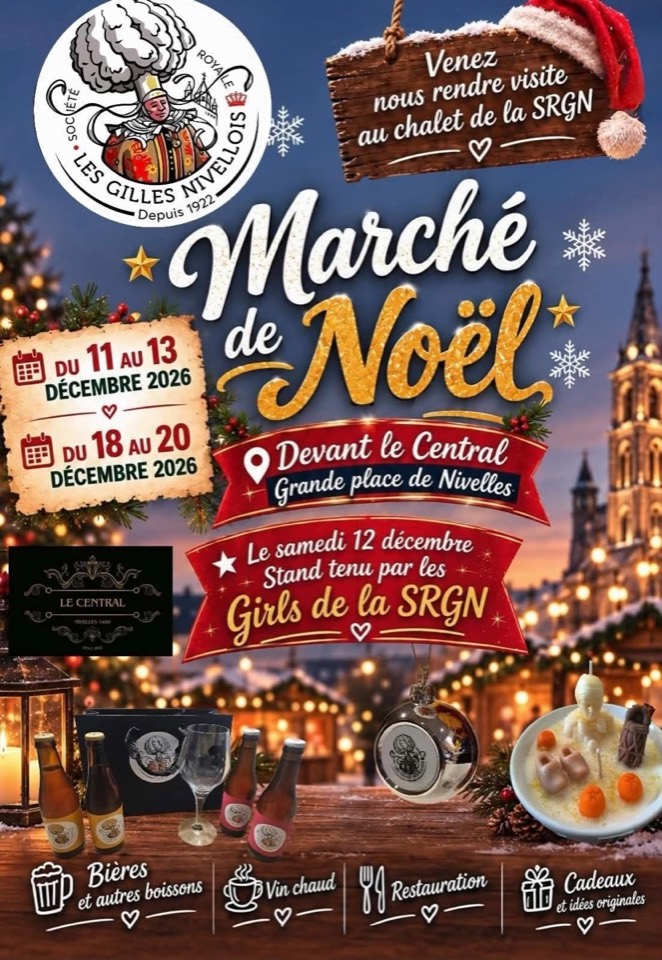 SOCIÉTÉ ROYALE
• LES GILLES NIVELLOIS
Depuis 1922
Venez
nous rendre visite
au chalet de la SRGN
Marché
de Noël
DU 11 AU 13
DÉCEMBRE 2026
DU 18 AU 20
DÉCEMBRE 2026
Devant le Central
Grande place de Nivelles
Le samedi 12 décembre
Stand tenu par les
Girls de la SRGN
LE CENTRAL
NIVELLES 1400
Bières
et autres boissons
Vin chaud
Restauration
Cadeaux
et idées originales